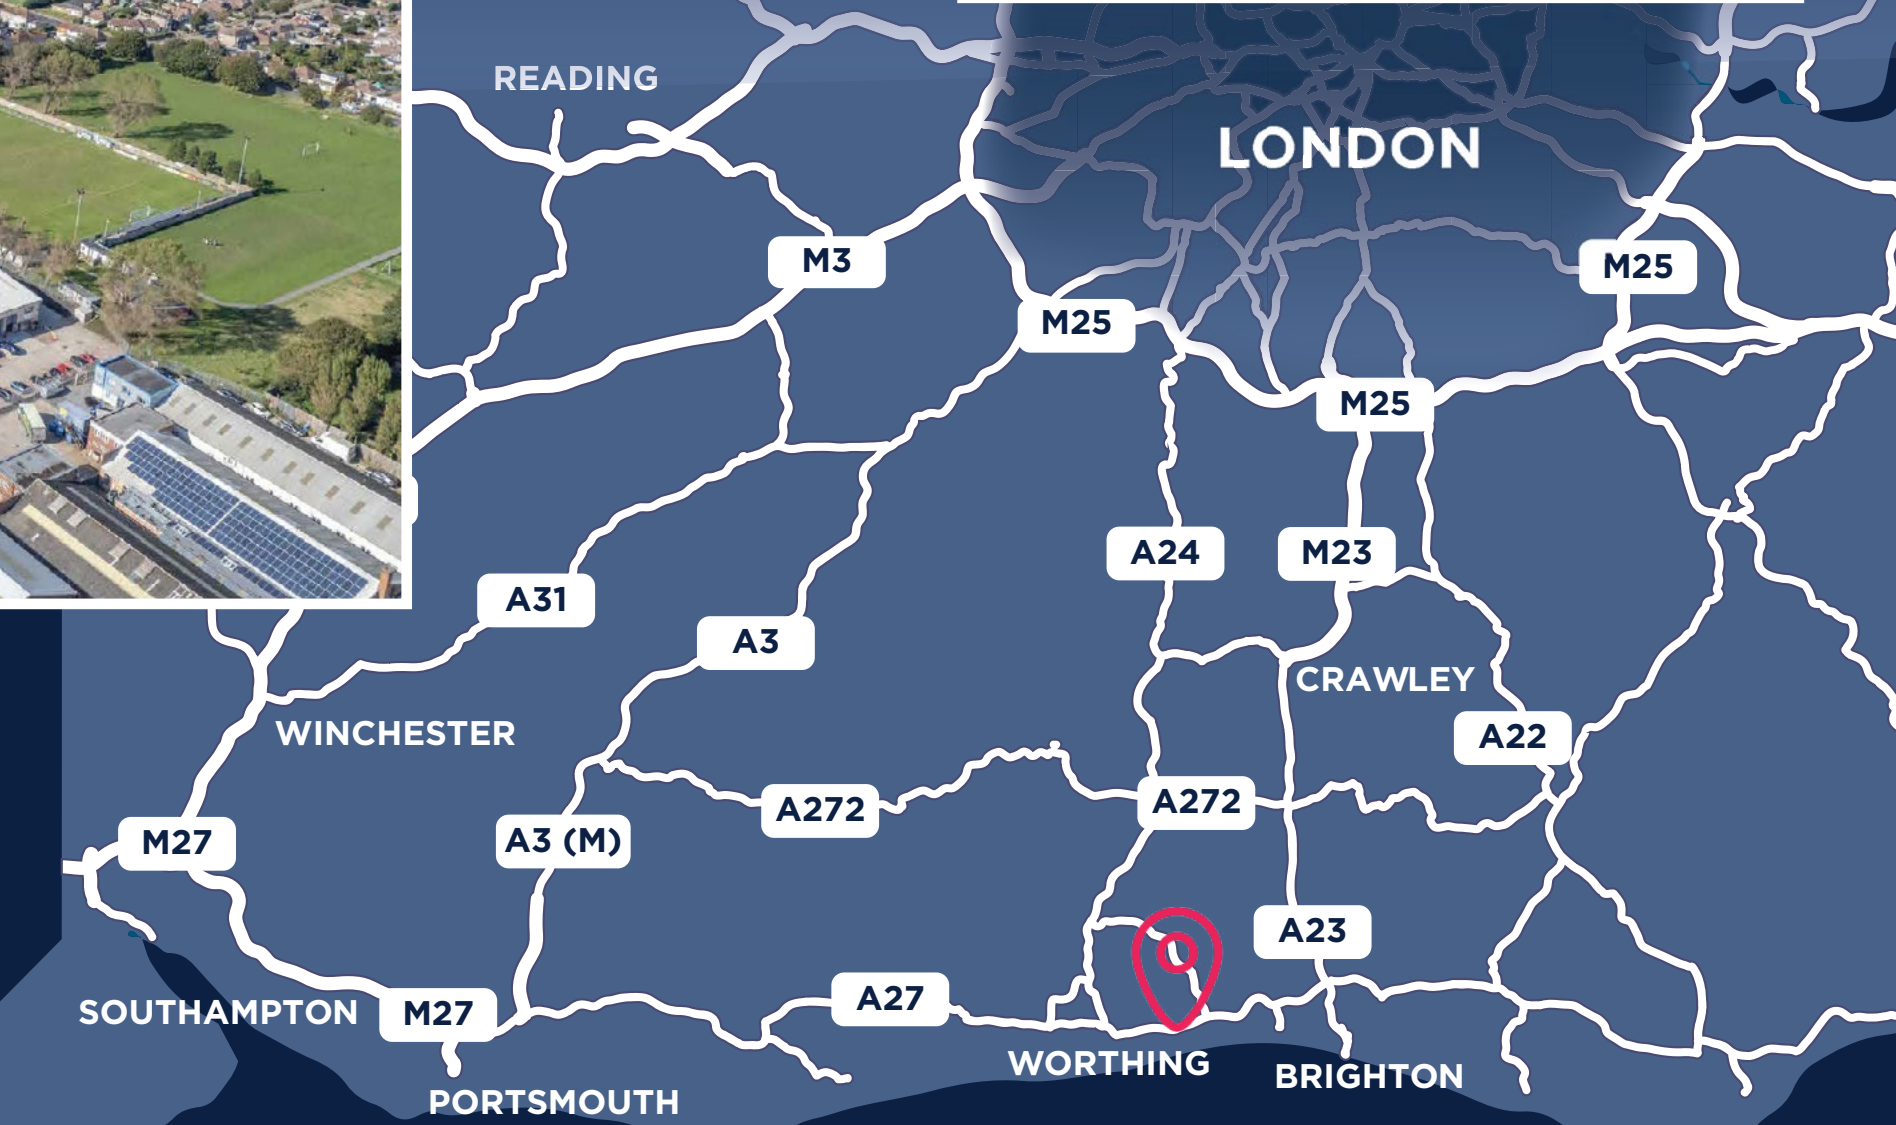 READING
LONDON
M3
M25
M25
M25
A24
M23
A31
A3
CRAWLEY
WINCHESTER
A22
A272
A272
M27
A3 (M)
A23
A27
SOUTHAMPTON
M27
WORTHING
BRIGHTON
PORTSMOUTH